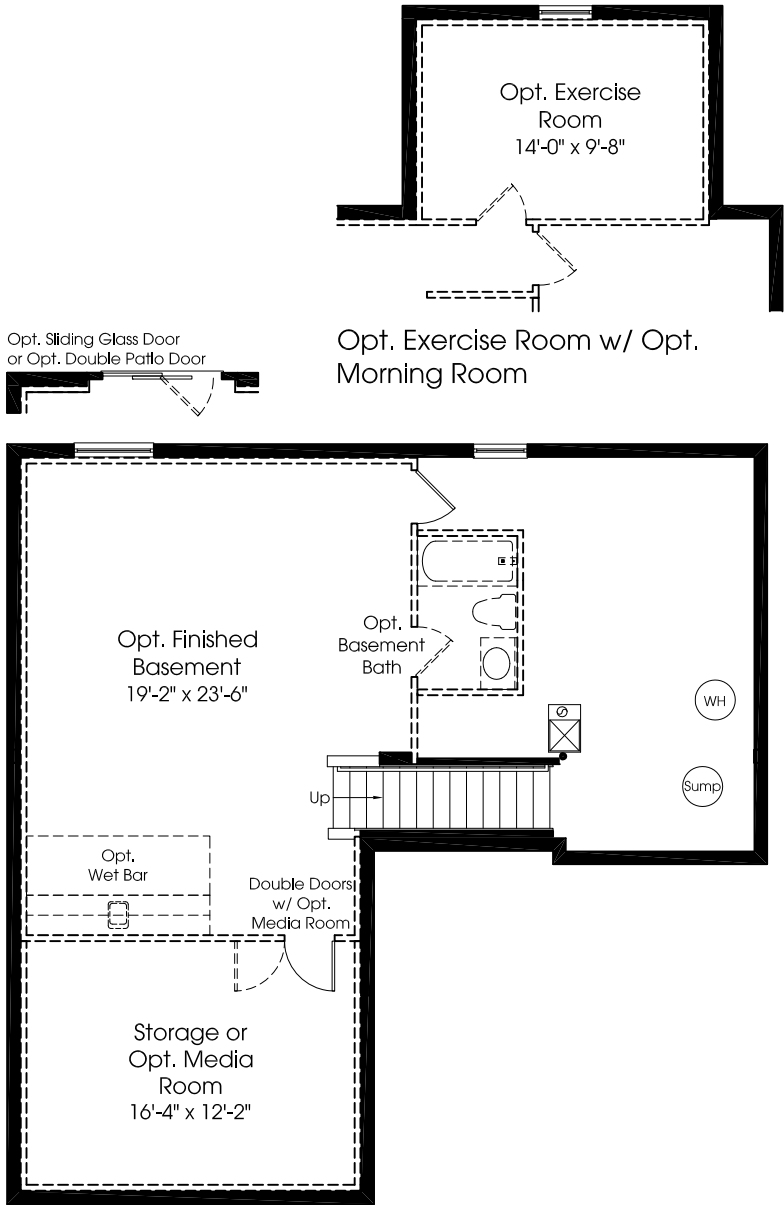 Opt. Exercise
Room
14'-0" x 9'-8"
Opt. Sliding Glass Door
or Opt. Double Patio Door
Opt. Exercise Room w/ Opt.
Morning Room
Opt. Finished
Basement
19'-2" x 23'-6"
Opt.
Basement
Bath
WH
Sump
Up
Opt.
Wet Bar
Double Doors
w/ Opt.
Media Room
Storage or
Opt. Media
Room
16'-4" x 12'-2"